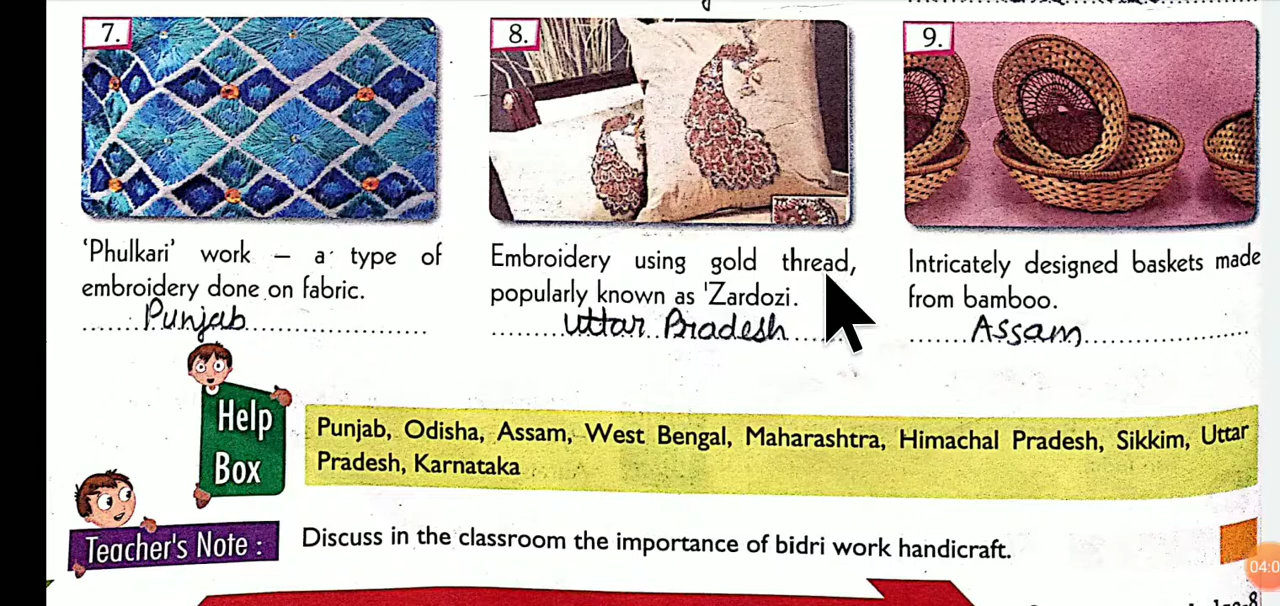 7.
8.
9.
'Phulkari' work – a type of
embroidery done on fabric.
Punjab
Embroidery using gold thread,
popularly known as 'Zardozi.
Uttar Pradesh
Intricately designed baskets made
from bamboo.
Assam
Help
Box
Punjab, Odisha, Assam, West Bengal, Maharashtra, Himachal Pradesh, Sikkim, Uttar
Pradesh, Karnataka
Teacher's Note :
Discuss in the classroom the importance of bidri work handicraft.